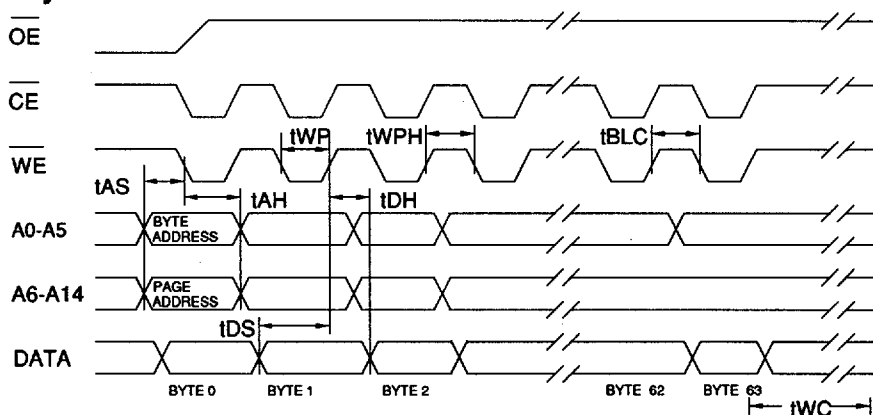 OE
CE
tWP tWPH tBLC
WE
tAS
tAH tDH
A0-A5 BYTE ADDRESS
A6-A14 PAGE ADDRESS
tDS
DATA
BYTE 0 BYTE 1 BYTE 2 BYTE 62 BYTE 63
tWC